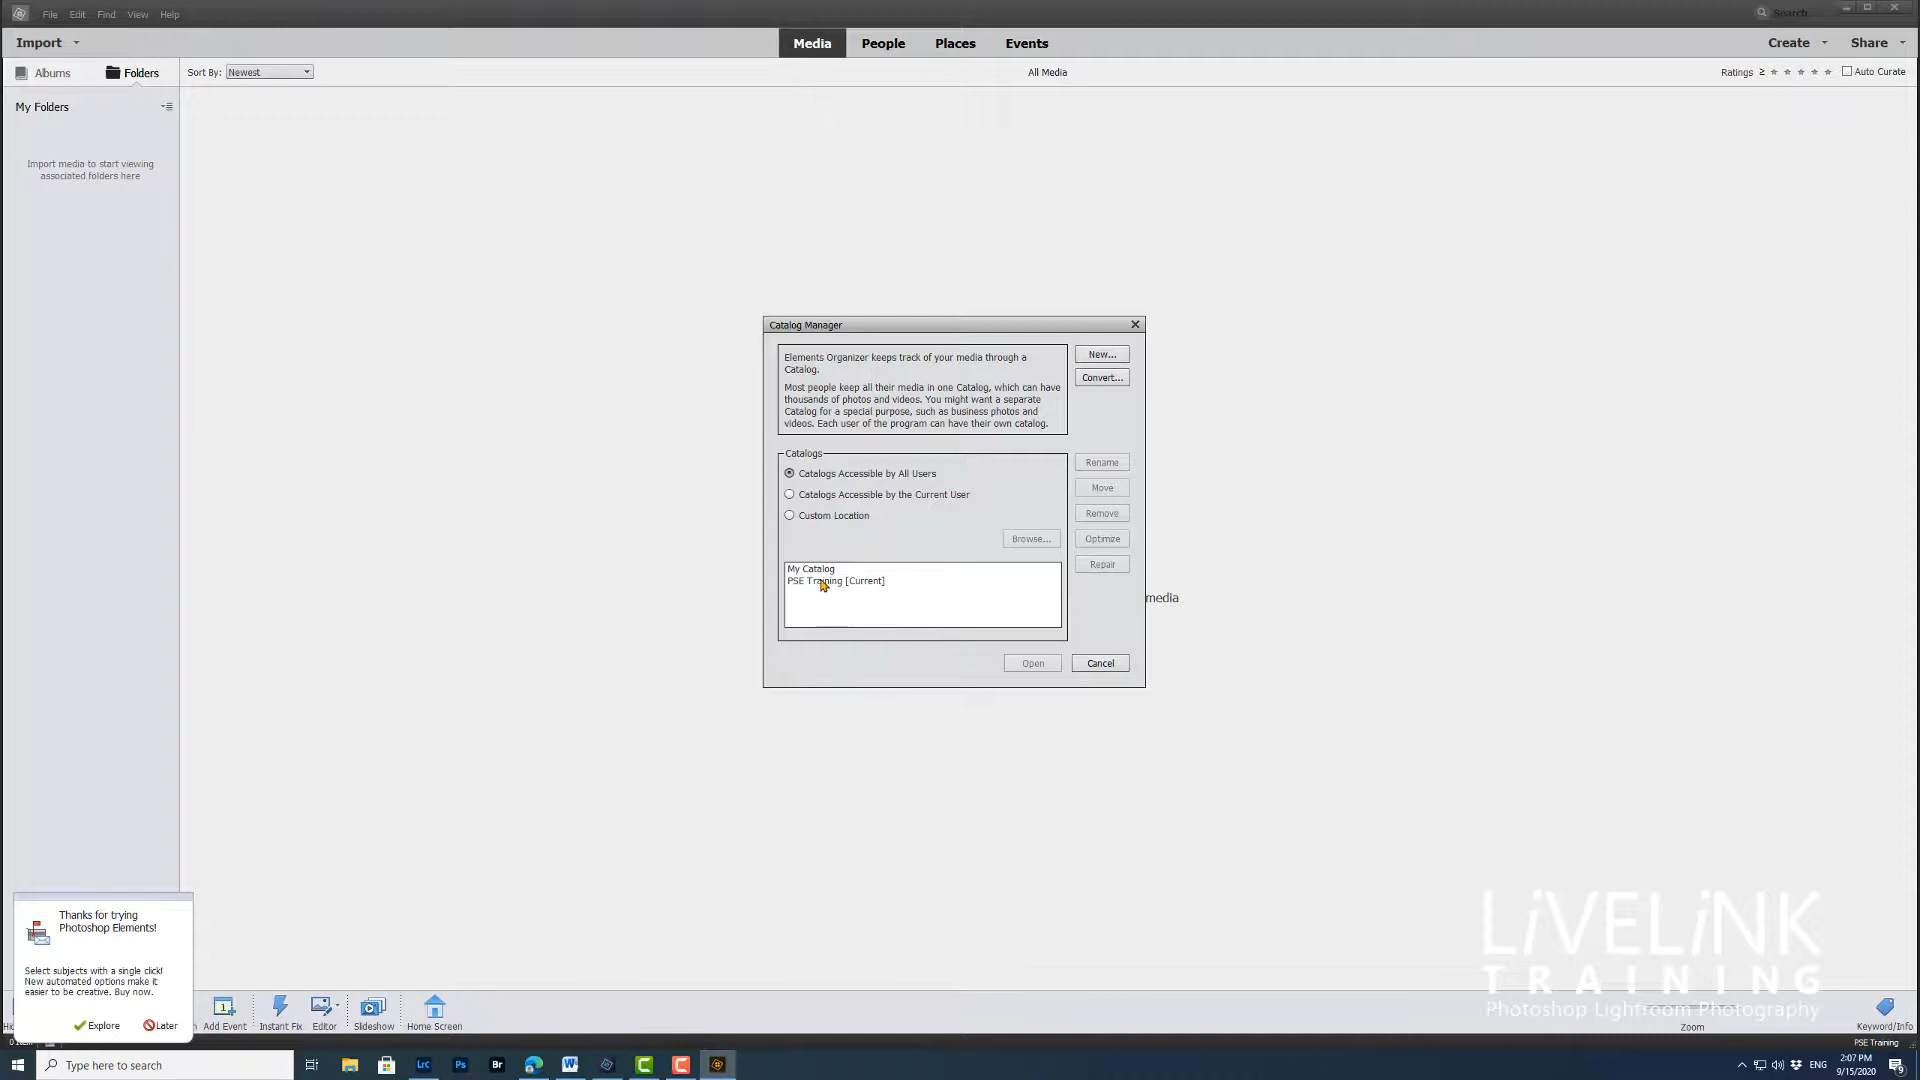 File Edit Find View Help
Search
Import Media People Places Events Create Share
Albums Folders Sort By: Newest All Media Ratings ≥ Auto Curate
My Folders
Import media to start viewing
associated folders here
Catalog Manager
Elements Organizer keeps track of your media through a
Catalog.
Most people keep all their media in one Catalog, which can have
thousands of photos and videos. You might want a separate
Catalog for a special purpose, such as business photos and
videos. Each user of the program can have their own catalog.
New...
Convert...
Catalogs
Catalogs Accessible by All Users
Catalogs Accessible by the Current User
Custom Location
Browse...
Rename
Move
Remove
Optimize
Repair
My Catalog
PSE Training [Current]
media
Open Cancel
Thanks for trying
Photoshop Elements!
Select subjects with a single click!
New automated options make it
easier to be creative. Buy now.
Explore Later
1
Add Event Instant Fix Editor Slideshow Home Screen
LiVELiNK
TRAINING
Photoshop Lightroom Photography
Zoom
Keyword/Info
PSE Training
Type here to search
LrC Ps Br W C C
ENG
2:07 PM
9/15/2020